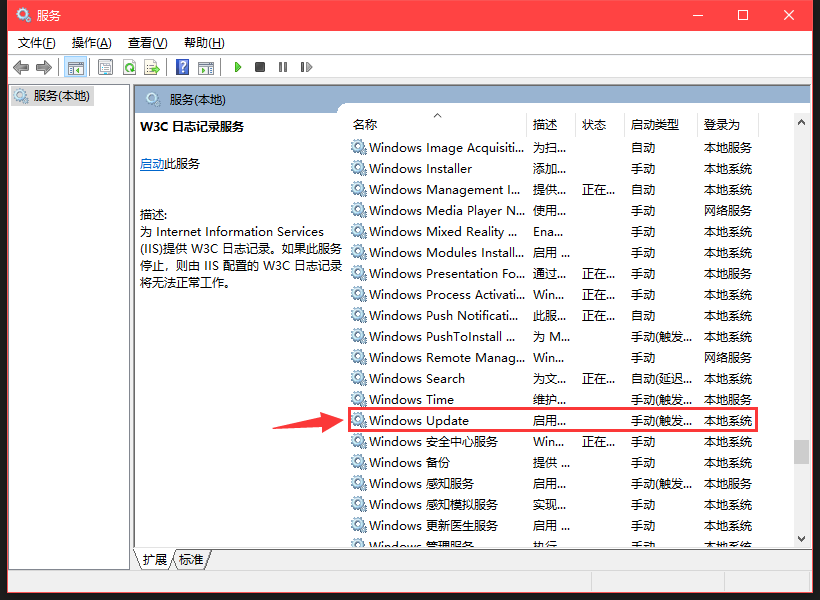 服务
文件(F) 操作(A) 查看(V) 帮助(H)
服务(本地)
服务(本地)
W3C 日志记录服务
启动此服务
描述:
为 Internet Information Services
(IIS)提供 W3C 日志记录。如果此服务
停止，则由 IIS 配置的 W3C 日志记录
将无法正常工作。
名称 描述 状态 启动类型 登录为
Windows Image Acquisiti... 为扫... 自动 本地服务
Windows Installer 添加... 手动 本地系统
Windows Management I... 提供... 正在... 自动 本地系统
Windows Media Player N... 使用... 手动 网络服务
Windows Mixed Reality ... Ena... 手动 本地系统
Windows Modules Install... 启用 ... 手动 本地系统
Windows Presentation Fo... 通过... 正在... 手动 本地服务
Windows Process Activati... Win... 正在... 手动 本地系统
Windows Push Notificati... 此服... 正在... 自动 本地系统
Windows PushToInstall ... 为 M... 手动(触发... 本地系统
Windows Remote Manag... Win... 手动 网络服务
Windows Search 为文... 正在... 自动(延迟... 本地系统
Windows Time 维护... 手动(触发... 本地服务
Windows Update 启用... 手动(触发... 本地系统
Windows 安全中心服务 Win... 正在... 手动 本地系统
Windows 备份 提供 ... 手动 本地系统
Windows 感知服务 启用... 手动(触发... 本地服务
Windows 感知模拟服务 实现... 手动 本地系统
Windows 更新医生服务 启用 ... 手动 本地系统
Windows 管理服务 执行... 手动 本地系统
扩展 标准